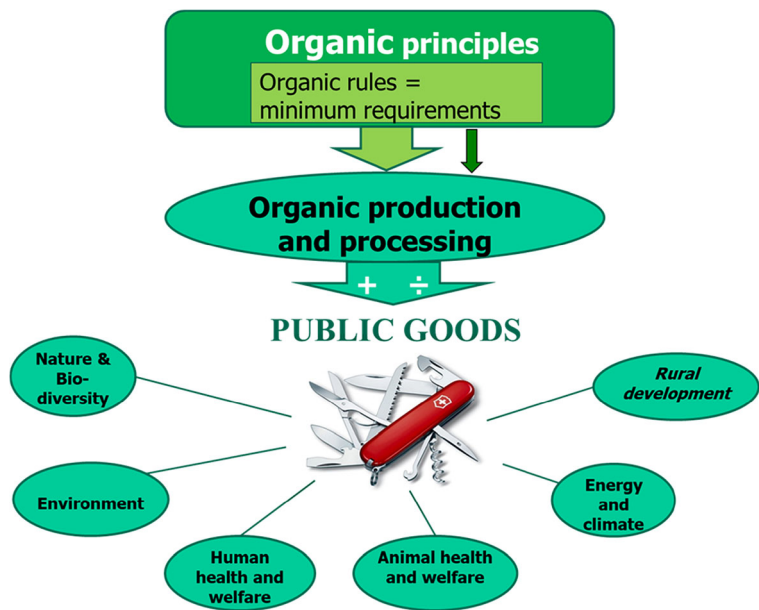 Organic principles
Organic rules =
minimum requirements
Organic production
and processing
+ ÷
PUBLIC GOODS
Nature &
Bio-
diversity
Rural
development
Environment
Energy
and
climate
Human
health and
welfare
Animal health
and welfare